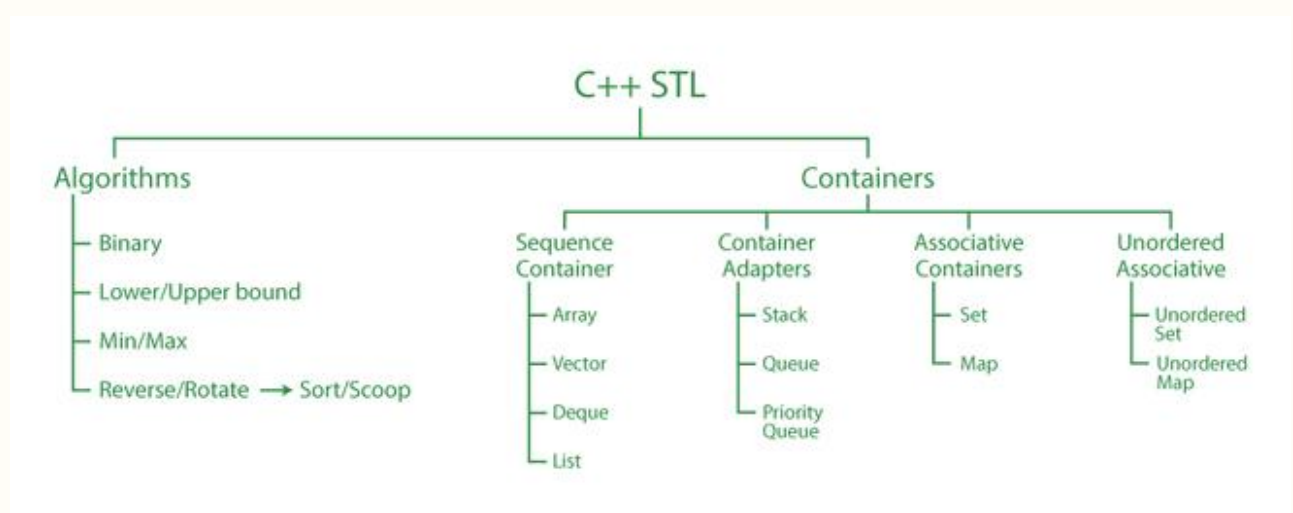 C++ STL
Algorithms
Binary
Lower/Upper bound
Min/Max
Reverse/Rotate
Sort/Scoop
Containers
Sequence
Container
Array
Vector
Deque
List
Container
Adapters
Stack
Queue
Priority
Queue
Associative
Containers
Set
Map
Unordered
Associative
Unordered
Set
Unordered
Map